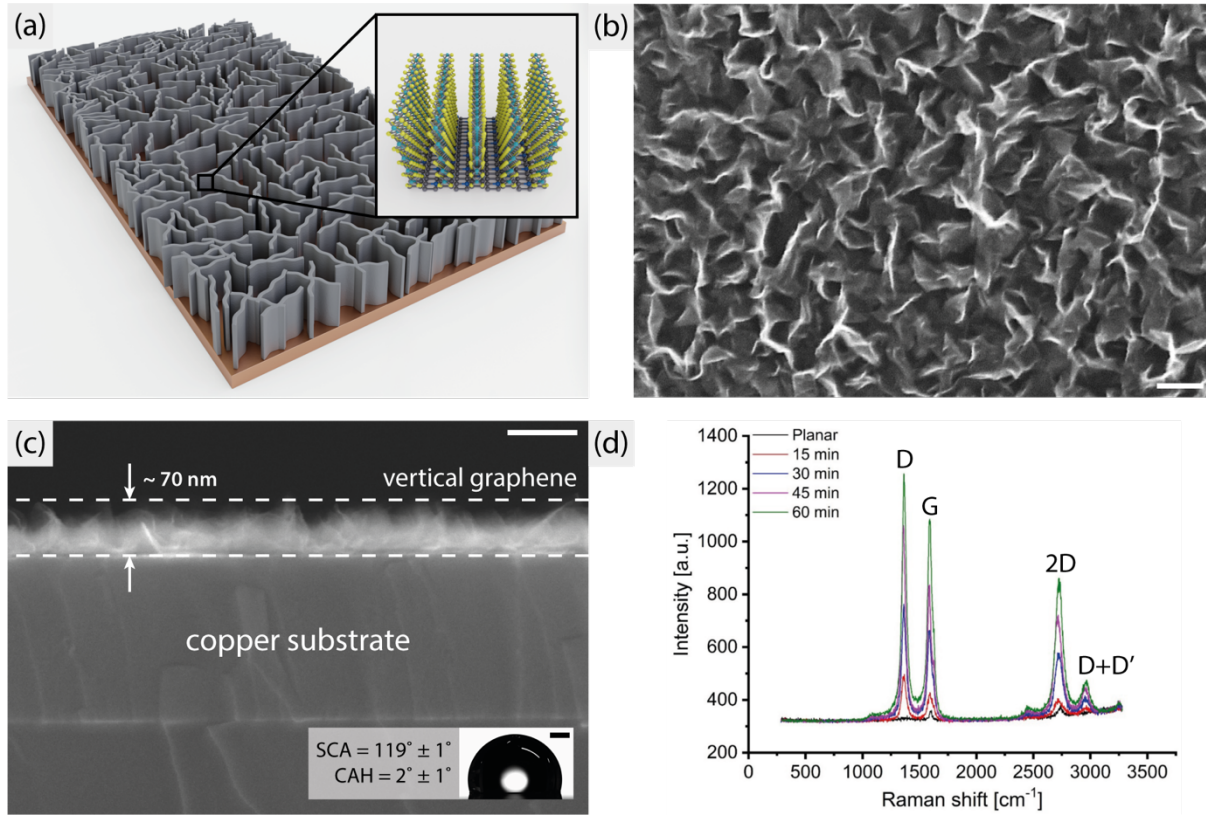 (a)
(b)
(c)
~ 70 nm
vertical graphene
copper substrate
SCA = 119° ± 1°
CAH = 2° ± 1°
(d)
1400
1200
1000
800
600
400
200
Intensity [a.u.]
Planar
15 min
30 min
45 min
60 min
D
G
2D
D+D′
0
500
1000
1500
2000
2500
3000
3500
Raman shift [cm⁻¹]